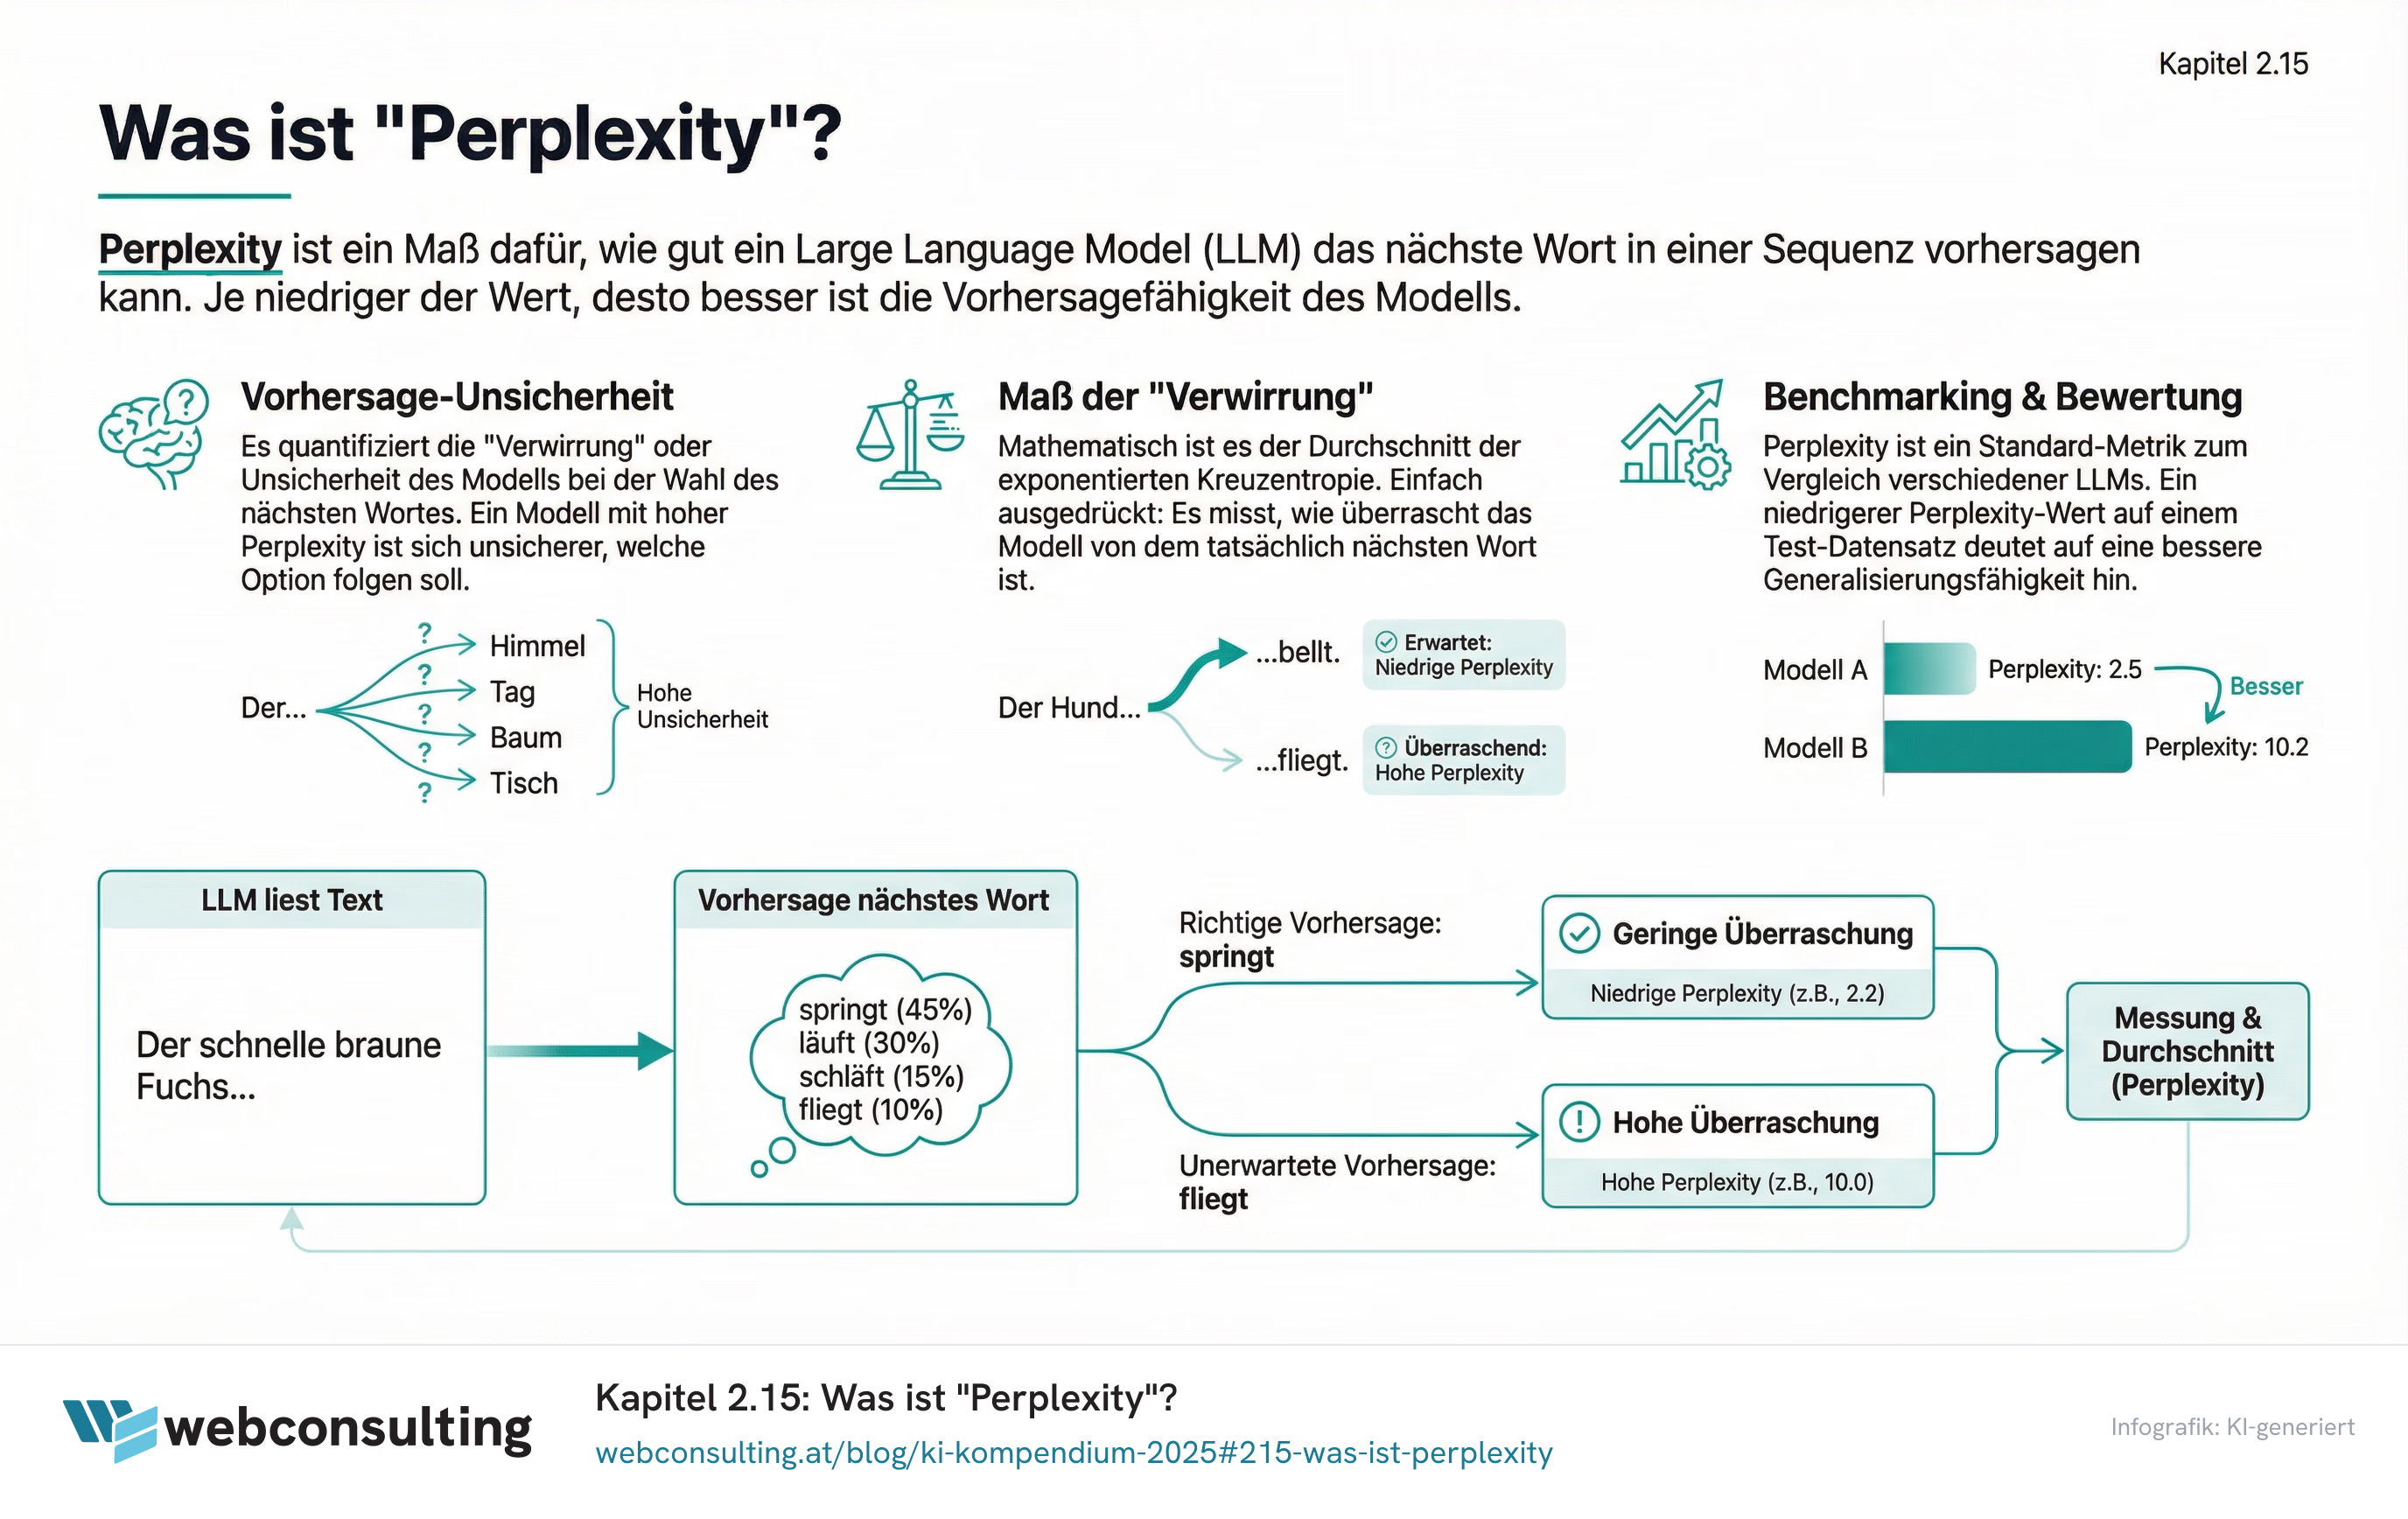 Kapitel 2.15
Was ist "Perplexity"?
Perplexity ist ein Maß dafür, wie gut ein Large Language Model (LLM) das nächste Wort in einer Sequenz vorhersagen
kann. Je niedriger der Wert, desto besser ist die Vorhersagefähigkeit des Modells.
?
Vorhersage-Unsicherheit
Es quantifiziert die "Verwirrung" oder
Unsicherheit des Modells bei der Wahl des
nächsten Wortes. Ein Modell mit hoher
Perplexity ist sich unsicherer, welche
Option folgen soll.
Der...
?
?
?
?
?
Himmel
Tag
Baum
Tisch
Hohe
Unsicherheit
Maß der "Verwirrung"
Mathematisch ist es der Durchschnitt der
exponentierten Kreuzentropie. Einfach
ausgedrückt: Es misst, wie überrascht das
Modell von dem tatsächlich nächsten Wort
ist.
Der Hund...
...bellt.
Erwartet:
Niedrige Perplexity
...fliegt.
? Überraschend:
Hohe Perplexity
Benchmarking & Bewertung
Perplexity ist ein Standard-Metrik zum
Vergleich verschiedener LLMs. Ein
niedrigerer Perplexity-Wert auf einem
Test-Datensatz deutet auf eine bessere
Generalisierungsfähigkeit hin.
Modell A
Perplexity: 2.5
Besser
Modell B
Perplexity: 10.2
LLM liest Text
Der schnelle braune
Fuchs...
Vorhersage nächstes Wort
springt (45%)
läuft (30%)
schläft (15%)
fliegt (10%)
Richtige Vorhersage:
springt
Geringe Überraschung
Niedrige Perplexity (z.B., 2.2)
Unerwartete Vorhersage:
fliegt
! Hohe Überraschung
Hohe Perplexity (z.B., 10.0)
Messung &
Durchschnitt
(Perplexity)
webconsulting
Kapitel 2.15: Was ist "Perplexity"?
webconsulting.at/blog/ki-kompendium-2025#215-was-ist-perplexity
Infografik: KI-generiert